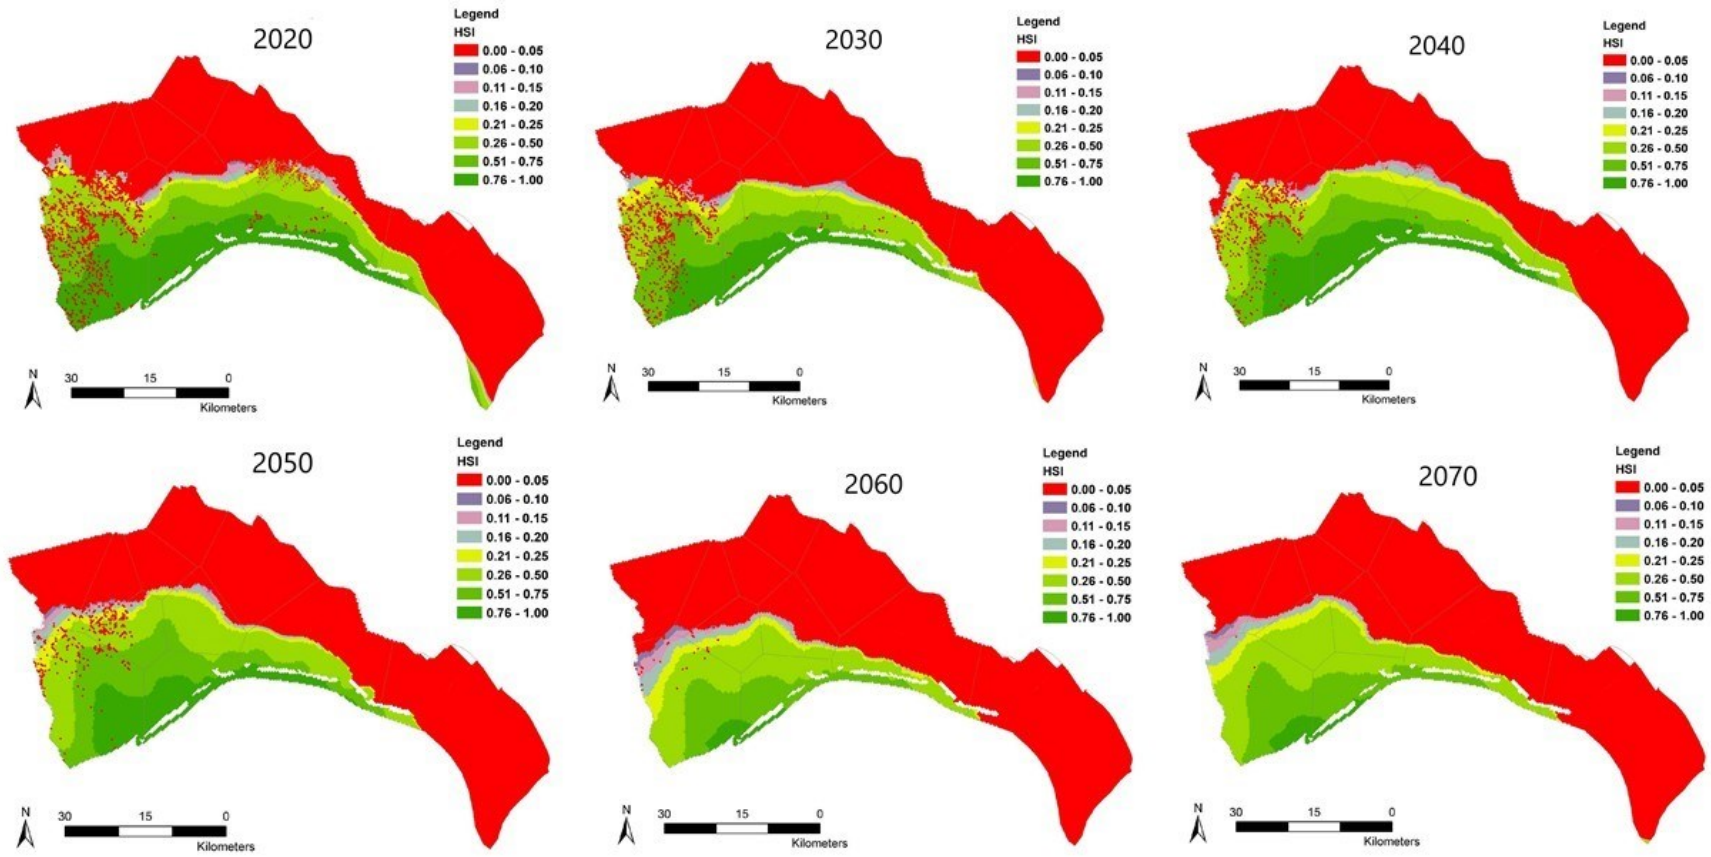 2020
Legend
HSI
0.00 - 0.05
0.06 - 0.10
0.11 - 0.15
0.16 - 0.20
0.21 - 0.25
0.26 - 0.50
0.51 - 0.75
0.76 - 1.00
N
30 15 0
Kilometers
2030
Legend
HSI
0.00 - 0.05
0.06 - 0.10
0.11 - 0.15
0.16 - 0.20
0.21 - 0.25
0.26 - 0.50
0.51 - 0.75
0.76 - 1.00
N
30 15 0
Kilometers
2040
Legend
HSI
0.00 - 0.05
0.06 - 0.10
0.11 - 0.15
0.16 - 0.20
0.21 - 0.25
0.26 - 0.50
0.51 - 0.75
0.76 - 1.00
N
30 15 0
Kilometers
2050
Legend
HSI
0.00 - 0.05
0.06 - 0.10
0.11 - 0.15
0.16 - 0.20
0.21 - 0.25
0.26 - 0.50
0.51 - 0.75
0.76 - 1.00
N
30 15 0
Kilometers
2060
Legend
HSI
0.00 - 0.05
0.06 - 0.10
0.11 - 0.15
0.16 - 0.20
0.21 - 0.25
0.26 - 0.50
0.51 - 0.75
0.76 - 1.00
N
30 15 0
Kilometers
2070
Legend
HSI
0.00 - 0.05
0.06 - 0.10
0.11 - 0.15
0.16 - 0.20
0.21 - 0.25
0.26 - 0.50
0.51 - 0.75
0.76 - 1.00
N
30 15 0
Kilometers